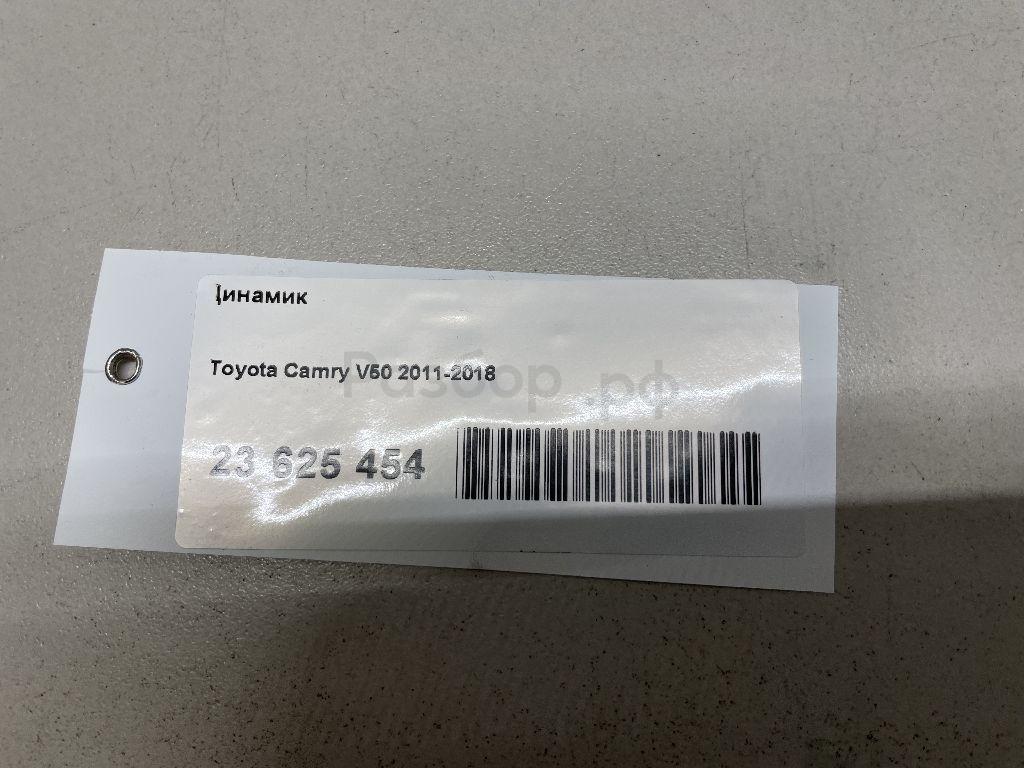 Динамик
Toyota Camry V50 2011-2018
Разбор.рф
23 625 454